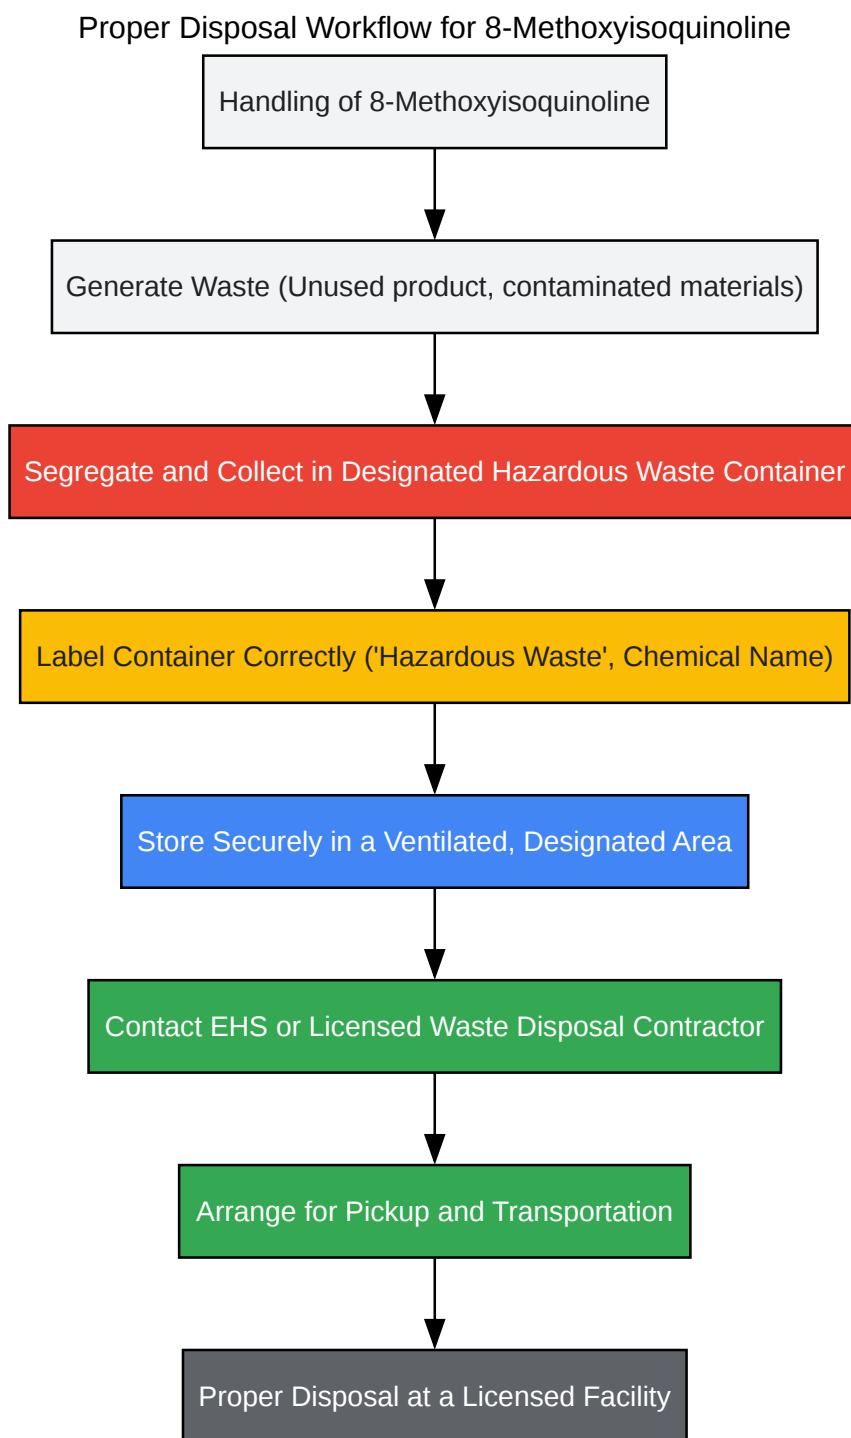 Proper Disposal Workflow for 8-Methoxyisoquinoline
Handling of 8-Methoxyisoquinoline
Generate Waste (Unused product, contaminated materials)
Segregate and Collect in Designated Hazardous Waste Container
Label Container Correctly ('Hazardous Waste', Chemical Name)
Store Securely in a Ventilated, Designated Area
Contact EHS or Licensed Waste Disposal Contractor
Arrange for Pickup and Transportation
Proper Disposal at a Licensed Facility